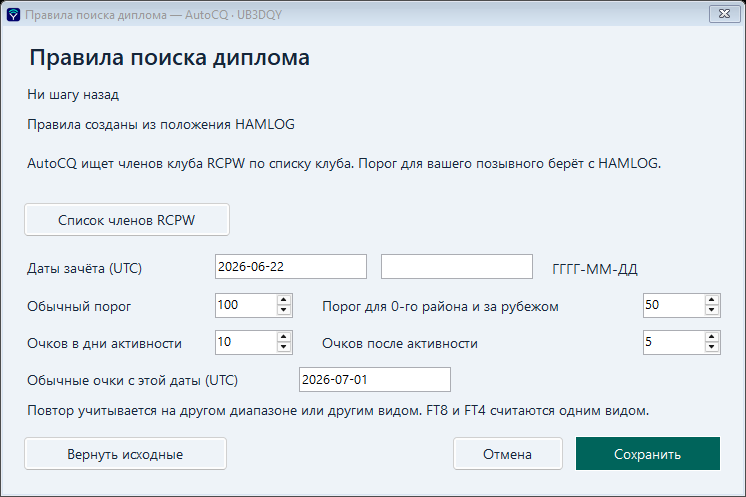 Правила поиска диплома — AutoCQ · UB3DQY
Правила поиска диплома
Ни шагу назад
Правила созданы из положения HAMLOG
AutoCQ ищет членов клуба RCPW по списку клуба. Порог для вашего позывного берёт с HAMLOG.
Список членов RCPW
Даты зачёта (UTC) 2026-06-22 ГГГГ-ММ-ДД
Обычный порог 100 Порог для 0-го района и за рубежом 50
Очков в дни активности 10 Очков после активности 5
Обычные очки с этой даты (UTC) 2026-07-01
Повтор учитывается на другом диапазоне или другим видом. FT8 и FT4 считаются одним видом.
Вернуть исходные Отмена Сохранить